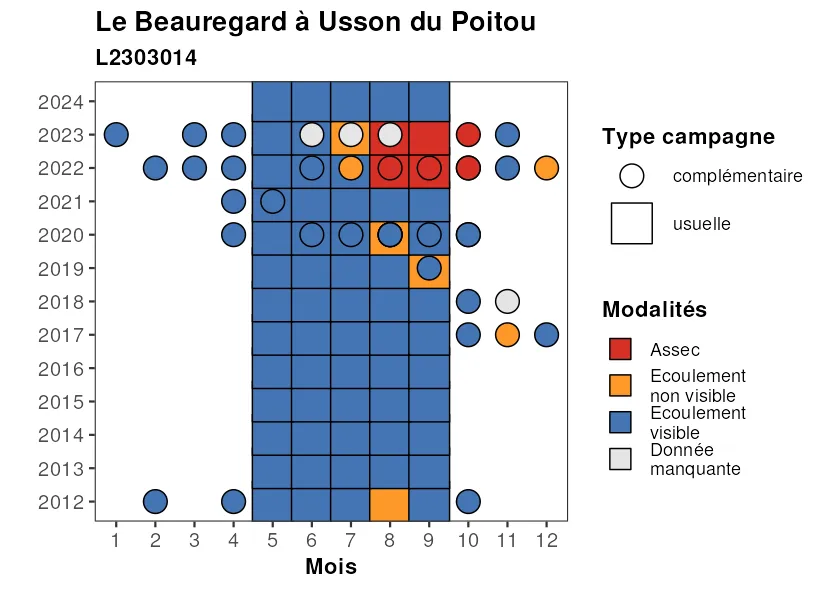 Le Beauregard à Usson du Poitou
L2303014
2024
2023
2022
2021
2020
2019
2018
2017
2016
2015
2014
2013
2012
1 2 3 4 5 6 7 8 9 10 11 12
Mois
Type campagne
complémentaire
usuelle
Modalités
Assec
Ecoulement
non visible
Ecoulement
visible
Donnée
manquante